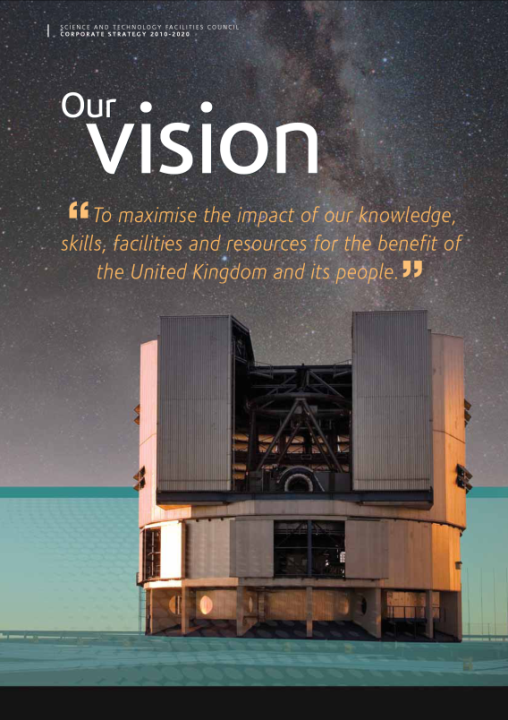 SCIENCE AND TECHNOLOGY FACILITIES COUNCIL
CORPORATE STRATEGY 2010-2020
Our
vision
“To maximise the impact of our knowledge,
skills, facilities and resources for the benefit of
the United Kingdom and its people.”